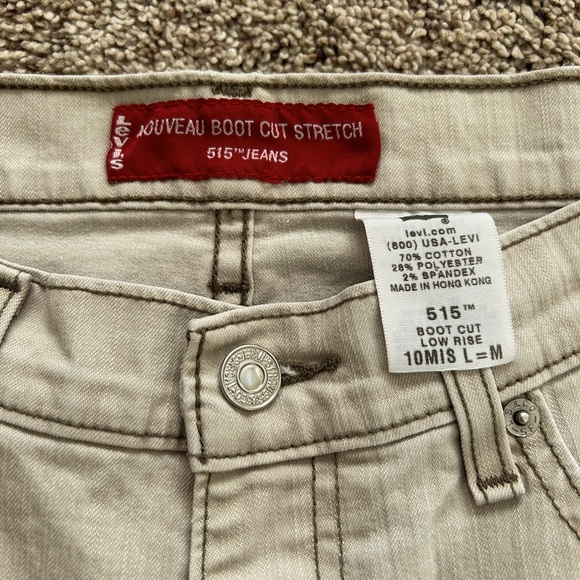 LEVI'S
NOUVEAU BOOT CUT STRETCH
515™JEANS
levi.com
(800) USA-LEVI
70% COTTON
28% POLYESTER
2% SPANDEX
MADE IN HONG KONG
515™
BOOT CUT
LOW RISE
10MIS L=M